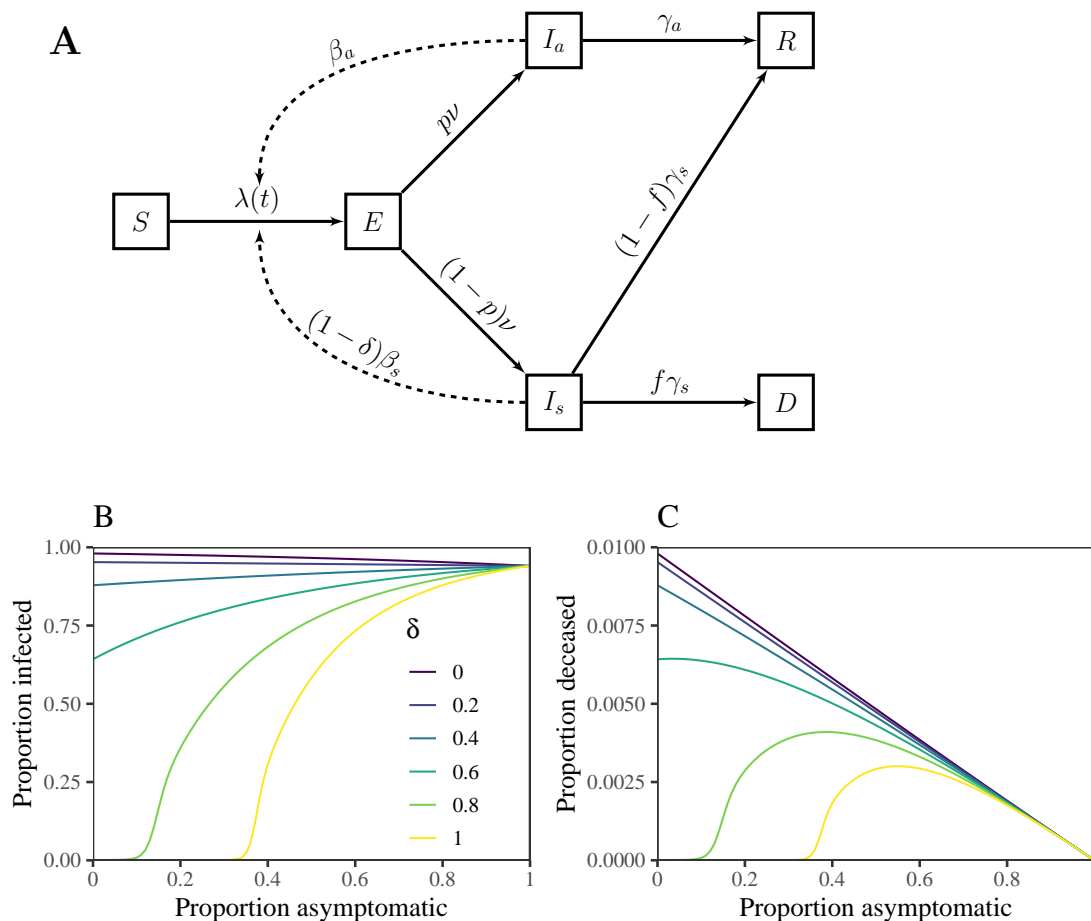 A
I_a
γ_a
R
β_a
pν
S
λ(t)
E
(1 − f)γ_s
(1 − p)ν
(1 − δ)β_s
I_s
fγ_s
D
B
Proportion infected
1.00
0.75
0.50
0.25
0.00
0 0.2 0.4 0.6 0.8 1
Proportion asymptomatic
δ
0
0.2
0.4
0.6
0.8
1
C
Proportion deceased
0.0100
0.0075
0.0050
0.0025
0.0000
0 0.2 0.4 0.6 0.8
Proportion asymptomatic